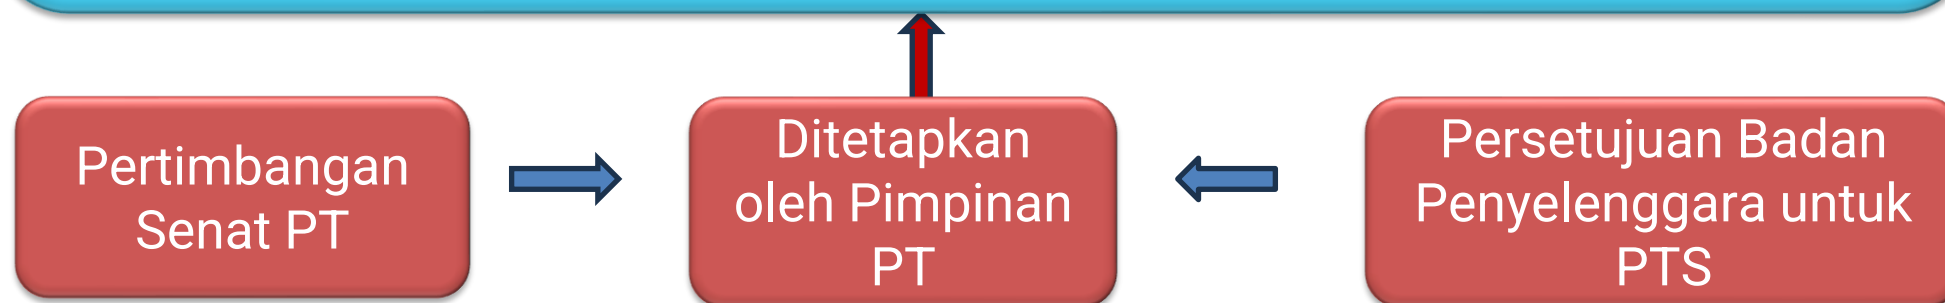 Pertimbangan
Senat PT
Ditetapkan
oleh Pimpinan
PT
Persetujuan Badan
Penyelenggara untuk
PTS